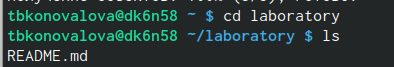 tbkonovalova@dk6n58 ~ $ cd laboratory
tbkonovalova@dk6n58 ~/laboratory $ ls
README.md